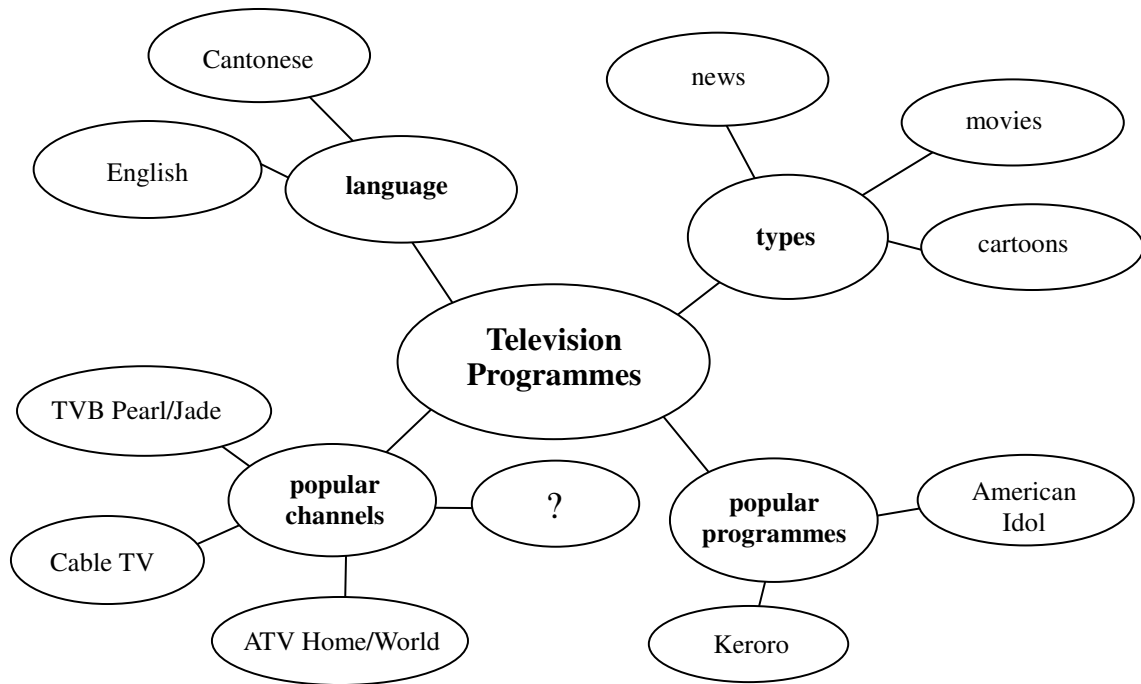 Cantonese
English
language
news
movies
cartoons
types
Television
Programmes
TVB Pearl/Jade
Cable TV
ATV Home/World
popular
channels
?
popular
programmes
American
Idol
Keroro